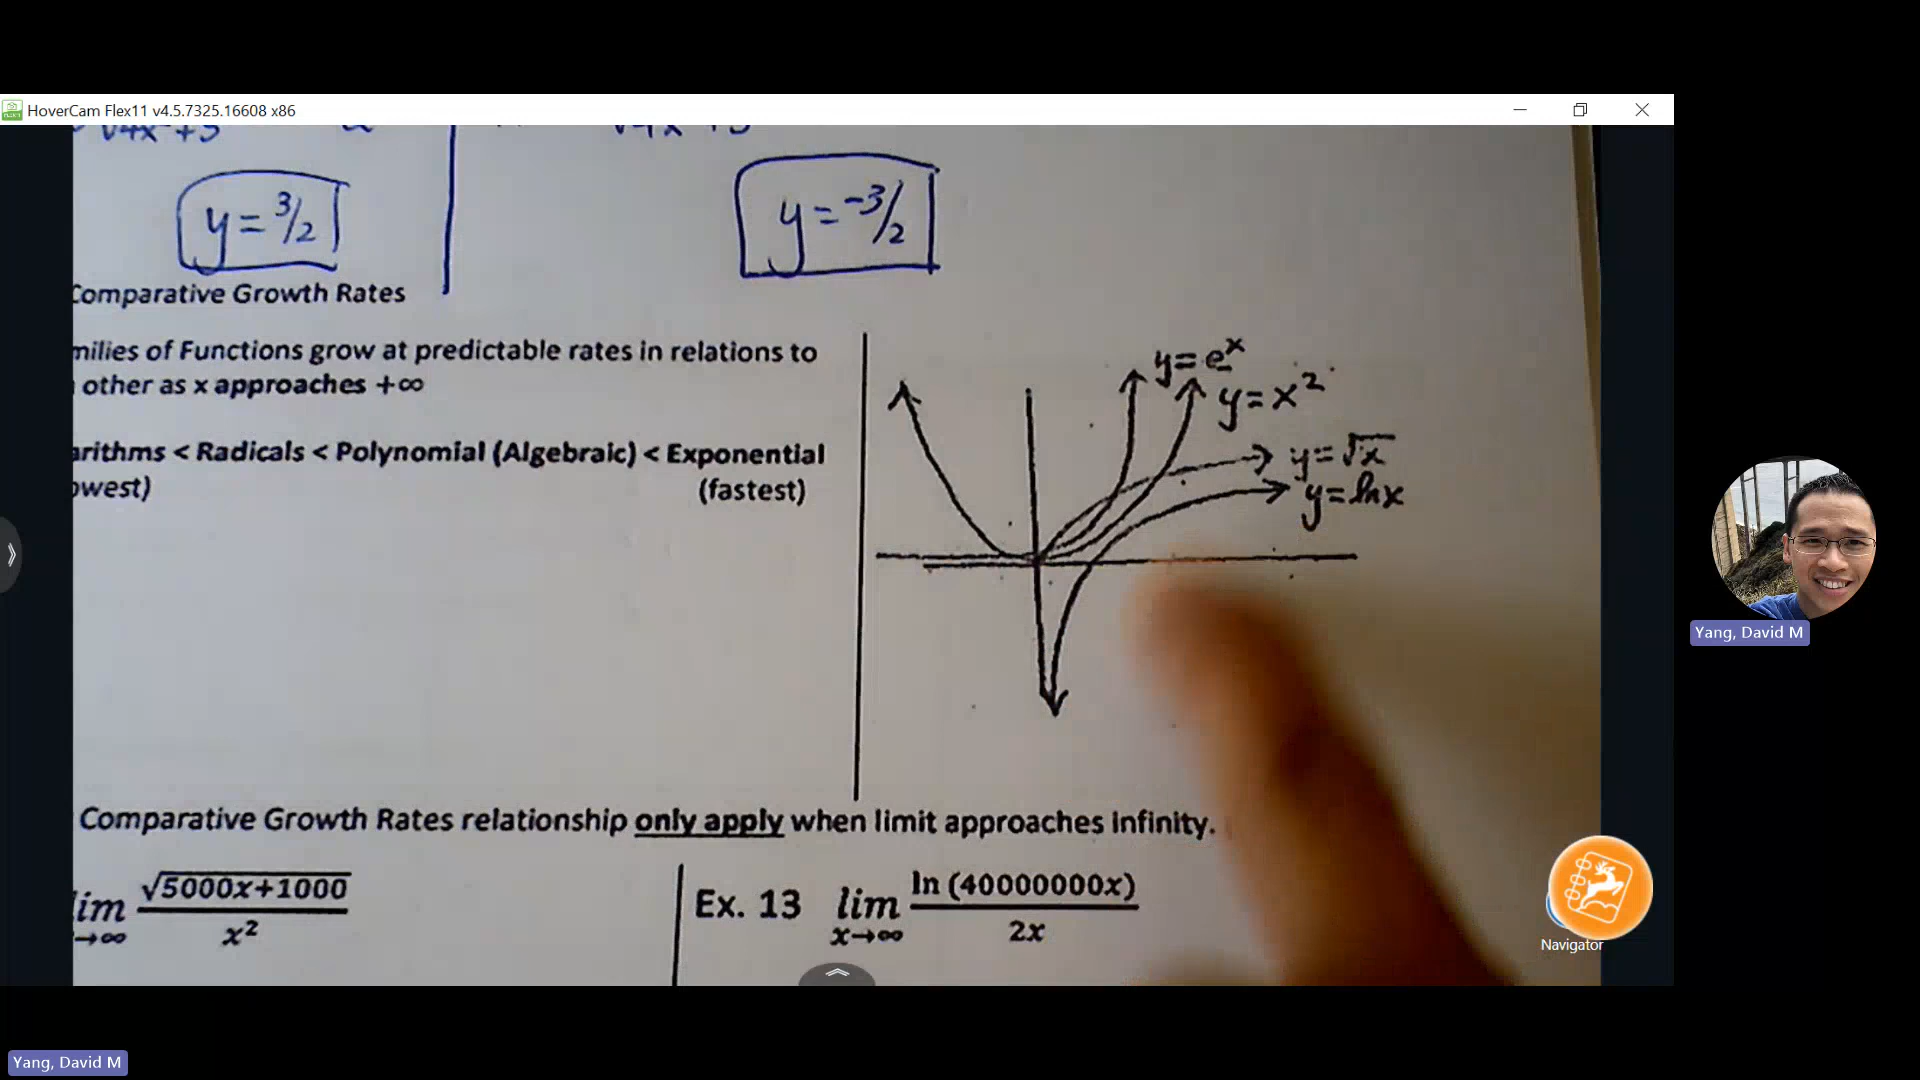 HoverCam Flex11 v4.5.7325.16608 x86
y = 3/2
y = -3/2
Comparative Growth Rates
milies of Functions grow at predictable rates in relations to
other as x approaches +∞
arithms < Radicals < Polynomial (Algebraic) < Exponential
owest) (fastest)
y = e^x
y = x^2
y = √x
y = ln x
Comparative Growth Rates relationship only apply when limit approaches infinity.
lim x→∞ √5000x+1000 / x^2
Ex. 13 lim x→∞ ln (40000000x) / 2x
Navigator
Yang, David M
Yang, David M